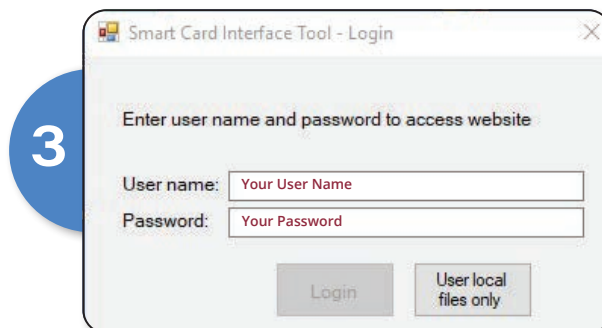 Smart Card Interface Tool - Login
3
Enter user name and password to access website
User name: Your User Name
Password: Your Password
Login
User local
files only